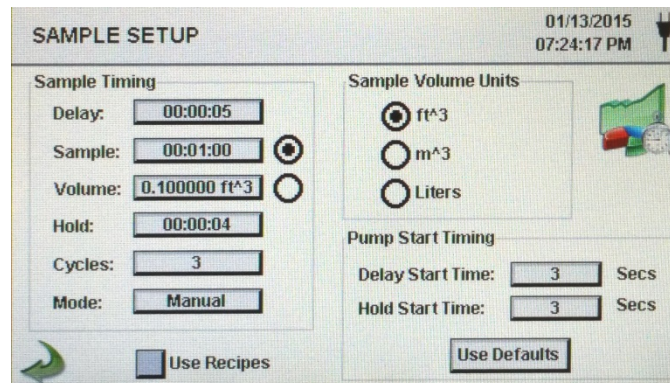 SAMPLE SETUP
01/13/2015
07:24:17 PM
Sample Timing
Delay: 00:00:05
Sample: 00:01:00
Volume: 0.100000 ft^3
Hold: 00:00:04
Cycles: 3
Mode: Manual
Use Recipes
Sample Volume Units
ft^3
m^3
Liters
Pump Start Timing
Delay Start Time: 3 Secs
Hold Start Time: 3 Secs
Use Defaults